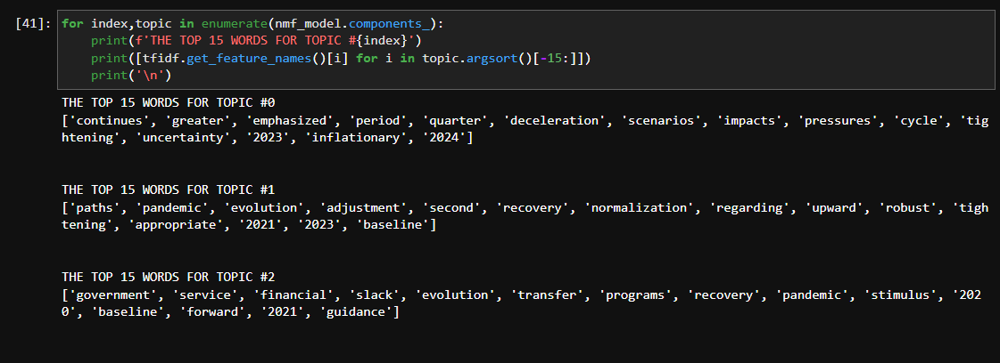 [41]: for index,topic in enumerate(nmf_model.components_):
    print(f'THE TOP 15 WORDS FOR TOPIC #{index}')
    print([tfidf.get_feature_names()[i] for i in topic.argsort()[-15:]])
    print('\n')
THE TOP 15 WORDS FOR TOPIC #0
['continues', 'greater', 'emphasized', 'period', 'quarter', 'deceleration', 'scenarios', 'impacts', 'pressures', 'cycle', 'tig
htening', 'uncertainty', '2023', 'inflationary', '2024']
THE TOP 15 WORDS FOR TOPIC #1
['paths', 'pandemic', 'evolution', 'adjustment', 'second', 'recovery', 'normalization', 'regarding', 'upward', 'robust', 'tigh
tening', 'appropriate', '2021', '2023', 'baseline']
THE TOP 15 WORDS FOR TOPIC #2
['government', 'service', 'financial', 'slack', 'evolution', 'transfer', 'programs', 'recovery', 'pandemic', 'stimulus', '202
0', 'baseline', 'forward', '2021', 'guidance']